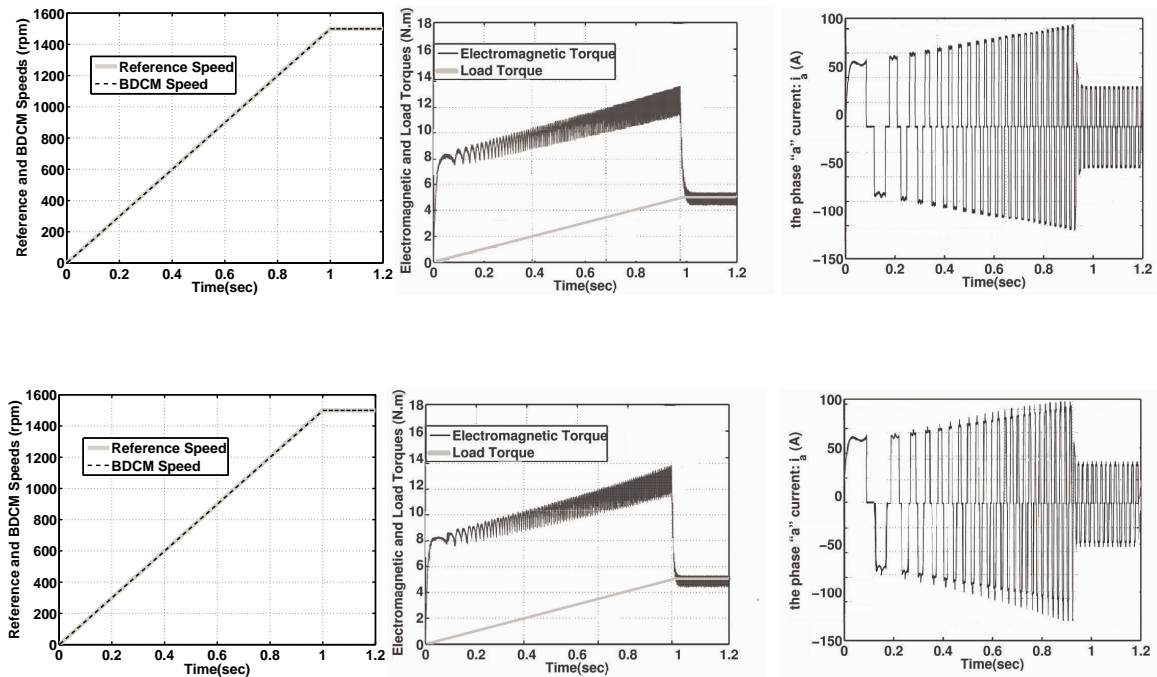 Reference and BDCM Speeds (rpm)
1600
1400
1200
1000
800
600
400
200
0
Reference Speed
BDCM Speed
0 0.2 0.4 0.6 0.8 1 1.2
Time(sec)
Electromagnetic and Load Torques (N.m)
18
14
12
10
8
6
4
2
0
Electromagnetic Torque
Load Torque
0 0.2 0.4 0.6 0.8 1 1.2
Time(sec)
the phase “a” current: ia (A)
100
50
0
−50
−100
−150
0 0.2 0.4 0.6 0.8 1 1.2
Time(sec)
Reference and BDCM Speeds (rpm)
1600
1400
1200
1000
800
600
400
200
0
Reference Speed
BDCM Speed
0 0.2 0.4 0.6 0.8 1 1.2
Time(sec)
Electromagnetic and Load Torques (N.m)
18
14
12
10
8
6
4
2
0
Electromagnetic Torque
Load Torque
0 0.2 0.4 0.6 0.8 1 1.2
Time(sec)
the phase “a” current: ia (A)
100
50
0
−50
−100
−150
0 0.2 0.4 0.6 0.8 1 1.2
Time(sec)